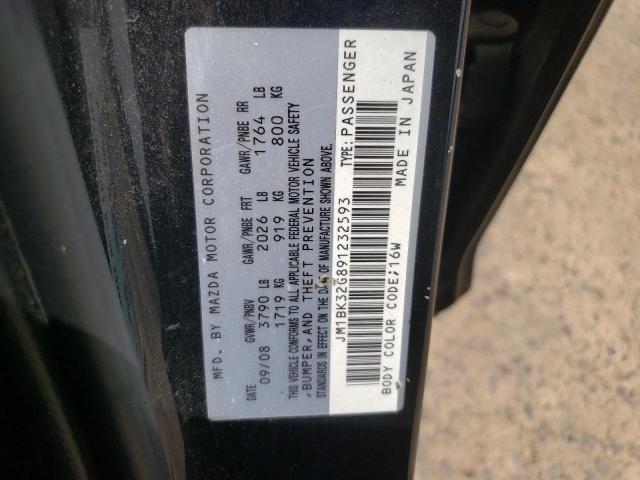 MFD. BY MAZDA MOTOR CORPORATION
DATE GVWR/PNBV GAWR/PNBE FRT GAWR/PNBE RR
09/08 3790 LB 2026 LB 1764 LB
1719 KG 919 KG 800 KG
THIS VEHICLE CONFORMS TO ALL APPLICABLE FEDERAL MOTOR VEHICLE SAFETY
,BUMPER,AND THEFT PREVENTION
STANDARDS IN EFFECT ON THE DATE OF MANUFACTURE SHOWN ABOVE.
JM1BK32G891232593 TYPE: PASSENGER
BODY COLOR CODE;16W MADE IN JAPAN